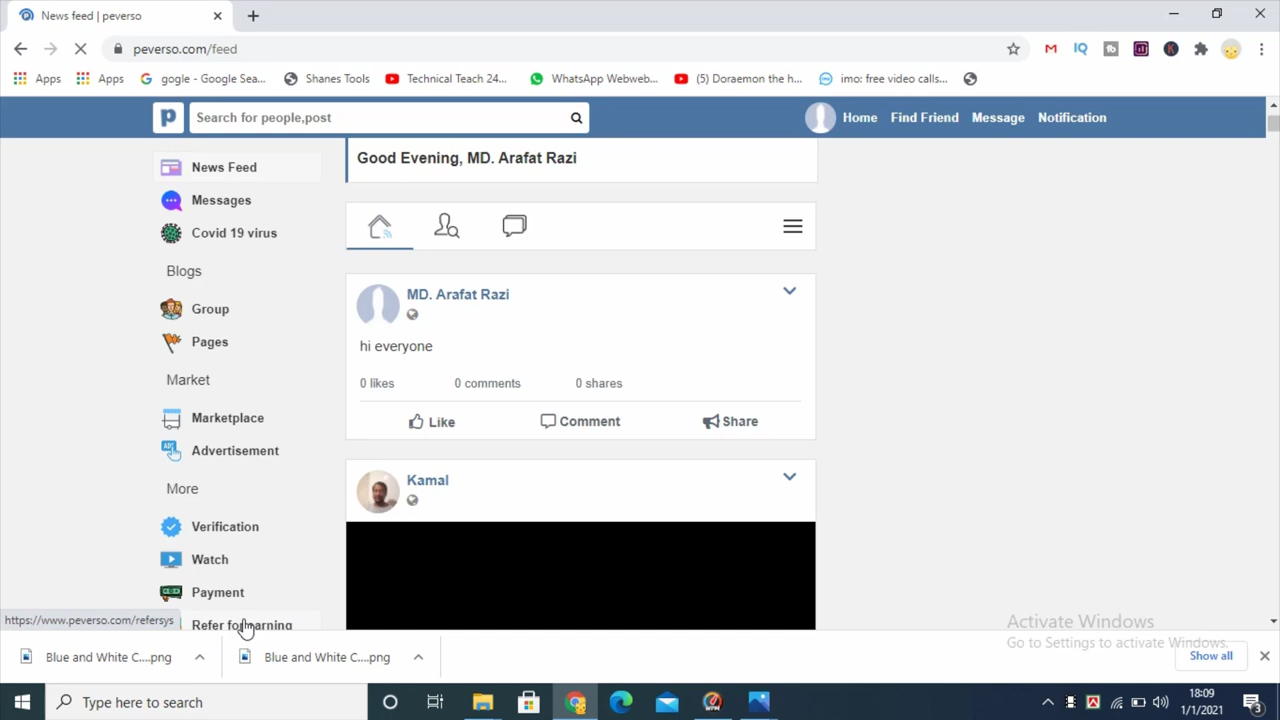 News feed | peverso
peverso.com/feed
Apps
Apps
gogle - Google Sea...
Shanes Tools
Technical Teach 24...
WhatsApp Webweb...
(5) Doraemon the h...
imo: free video calls...
Search for people,post
Home
Find Friend
Message
Notification
Good Evening, MD. Arafat Razi
News Feed
Messages
Covid 19 virus
Blogs
Group
Pages
Market
Marketplace
Advertisement
More
Verification
Watch
Payment
Refer for earning
MD. Arafat Razi
hi everyone
0 likes
0 comments
0 shares
Like
Comment
Share
Kamal
https://www.peverso.com/refersys
Activate Windows
Go to Settings to activate Windows.
Blue and White C....png
Blue and White C....png
Show all
Type here to search
18:09
1/1/2021
3